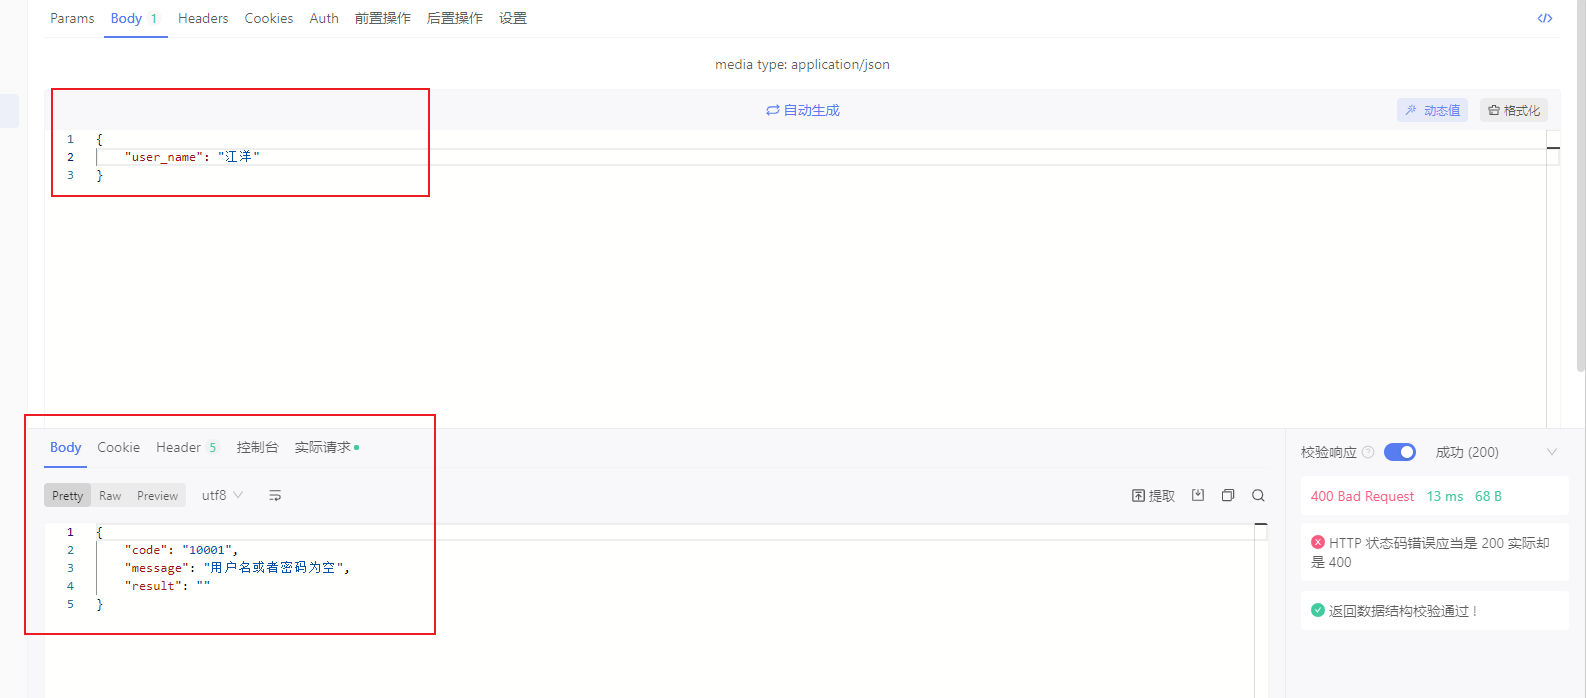 Params Body 1 Headers Cookies Auth 前置操作 后置操作 设置 </>
media type: application/json
自动生成 动态值 格式化
1 {
2 "user_name": "江洋"
3 }
Body Cookie Header 5 控制台 实际请求
校验响应 ? 成功 (200)
Pretty Raw Preview utf8 提取
400 Bad Request 13 ms 68 B
1 {
2 "code": "10001",
3 "message": "用户名或者密码为空",
4 "result": ""
5 }
HTTP 状态码错误应当是 200 实际却
是 400
返回数据结构校验通过！